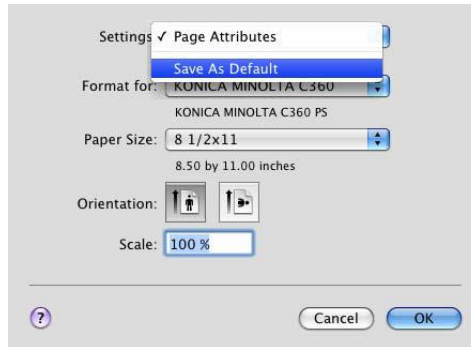 Settings ✓ Page Attributes
Save As Default
Format for: KONICA MINOLTA C360
KONICA MINOLTA C360 PS
Paper Size: 8 1/2x11
8.50 by 11.00 inches
Orientation:
Scale: 100 %
? Cancel OK